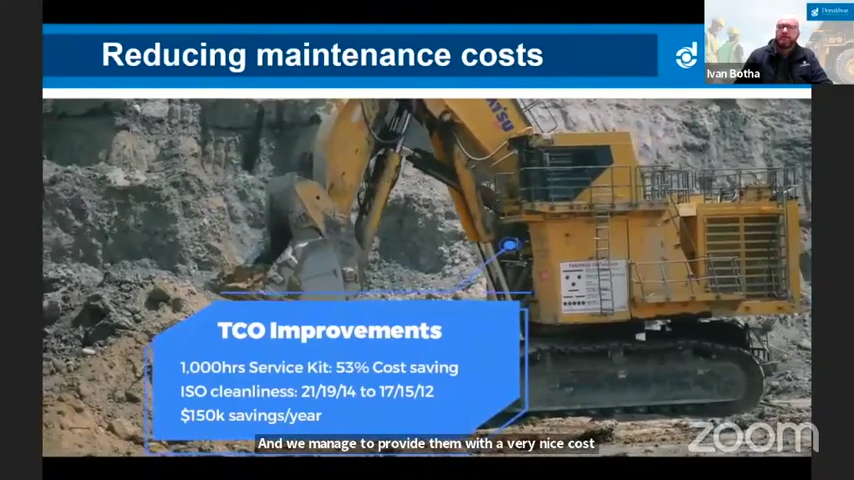 Reducing maintenance costs
Donaldson
Ivan Botha
TCO Improvements
1,000hrs Service Kit: 53% Cost saving
ISO cleanliness: 21/19/14 to 17/15/12
$150k savings/year
And we manage to provide them with a very nice cost
zoom